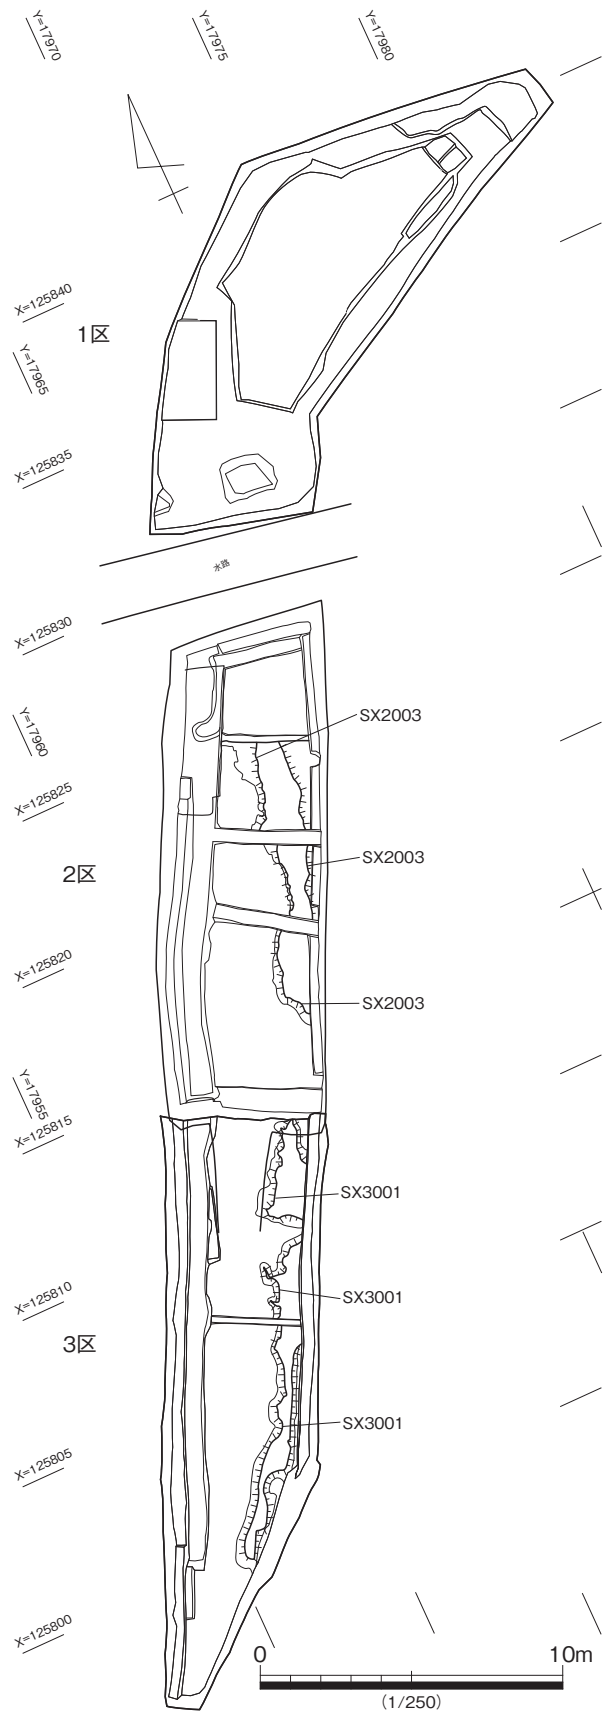 Y=17970
Y=17975
Y=17980
X=125840
1区
Y=17965
X=125835
水路
X=125830
SX2003
Y=17960
X=125825
SX2003
2区
X=125820
SX2003
Y=17955
X=125815
SX3001
X=125810
SX3001
3区
SX3001
X=125805
X=125800
0 10m
(1/250)